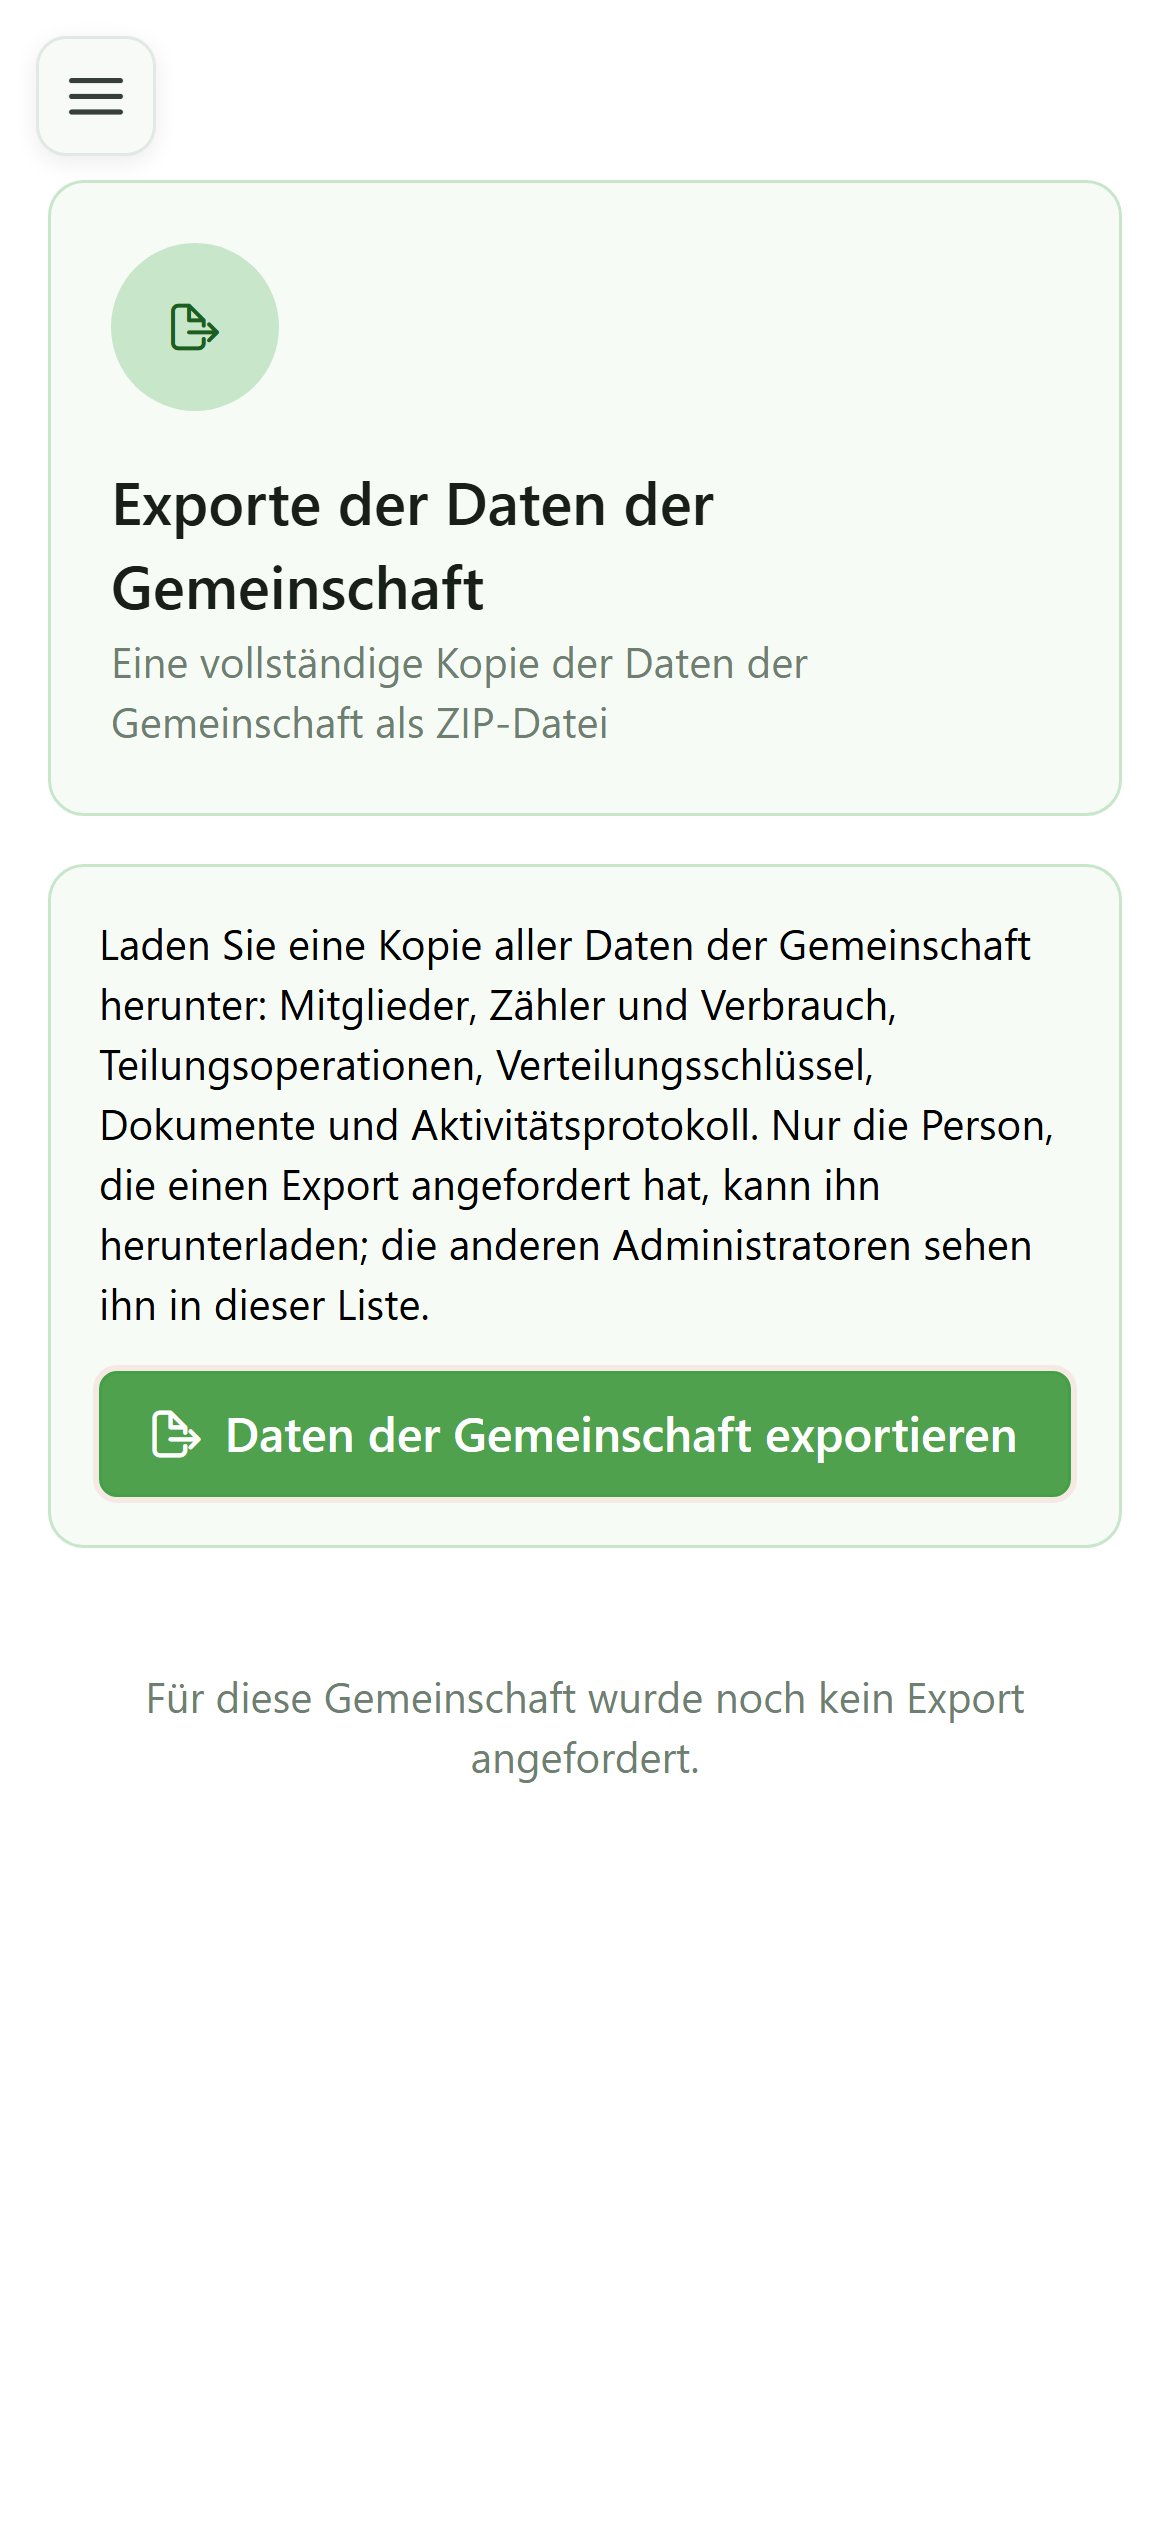 Exporte der Daten der
Gemeinschaft
Eine vollständige Kopie der Daten der
Gemeinschaft als ZIP-Datei
Laden Sie eine Kopie aller Daten der Gemeinschaft
herunter: Mitglieder, Zähler und Verbrauch,
Teilungsoperationen, Verteilungsschlüssel,
Dokumente und Aktivitätsprotokoll. Nur die Person,
die einen Export angefordert hat, kann ihn
herunterladen; die anderen Administratoren sehen
ihn in dieser Liste.
Daten der Gemeinschaft exportieren
Für diese Gemeinschaft wurde noch kein Export
angefordert.